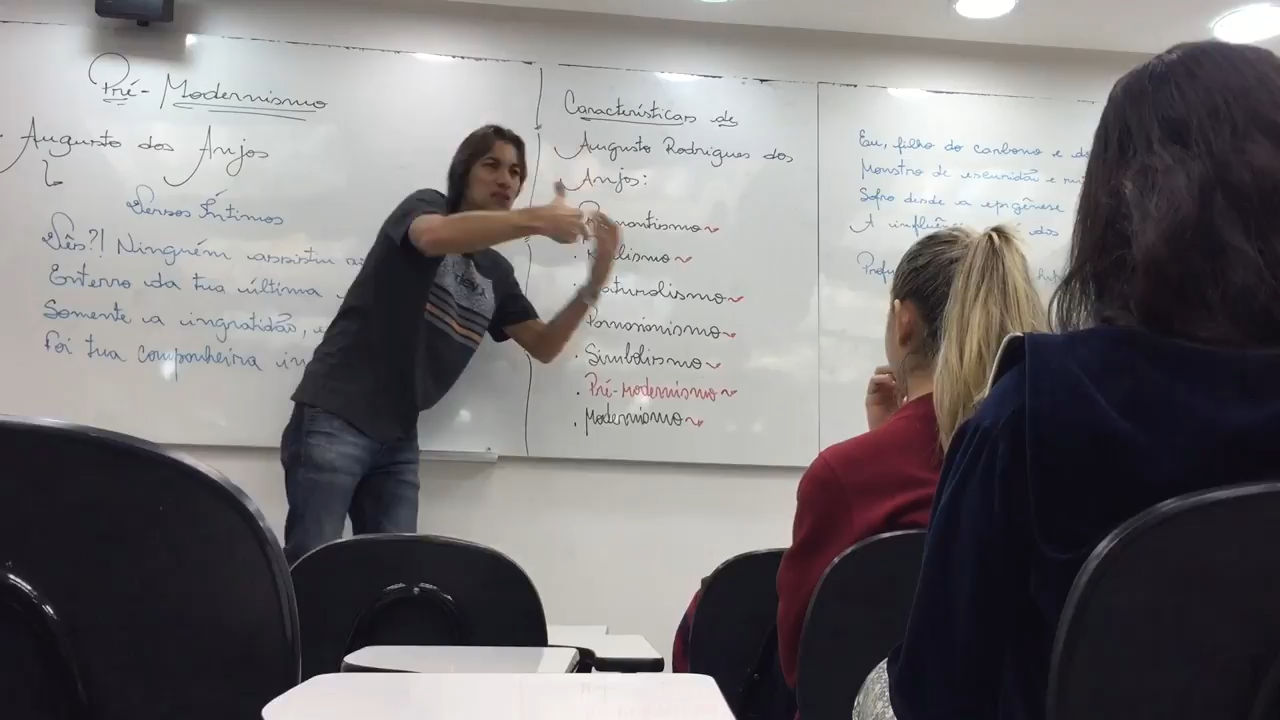 Pré-Modernismo
Augusto dos Anjos
Versos Íntimos
Vês?! Ninguém assistiu
Enterro da tua última
Somente a ingratidão,
Foi tua companheira
Características de
Augusto Rodrigues dos
Anjos:
Romantismo
Realismo
Naturalismo
Parnasianismo
Simbolismo
Pré-modernismo
Modernismo
Eu, filho do carbono e do
Monstro de escuridão e
Sofro desde a epigênese
A influência dos